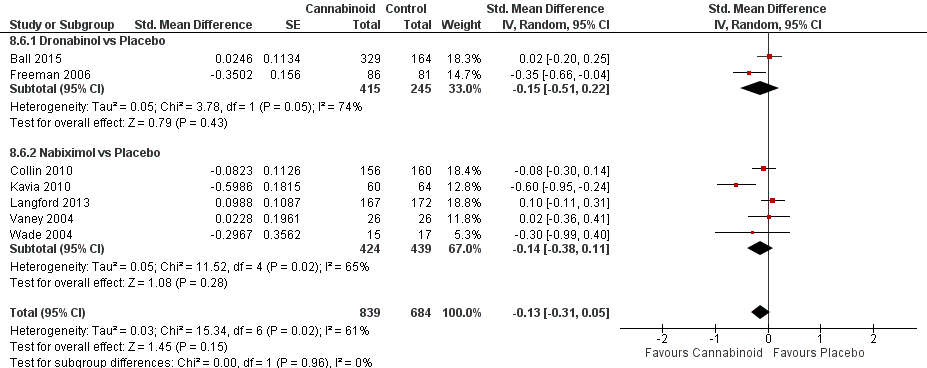 Cannabinoid Control Std. Mean Difference Std. Mean Difference
Study or Subgroup Std. Mean Difference SE Total Total Weight IV, Random, 95% CI IV, Random, 95% CI
8.6.1 Dronabinol vs Placebo
Ball 2015 0.0246 0.1134 329 164 18.3% 0.02 [-0.20, 0.25]
Freeman 2006 -0.3502 0.156 86 81 14.7% -0.35 [-0.66, -0.04]
Subtotal (95% CI) 415 245 33.0% -0.15 [-0.51, 0.22]
Heterogeneity: Tau² = 0.05; Chi² = 3.78, df = 1 (P = 0.05); I² = 74%
Test for overall effect: Z = 0.79 (P = 0.43)
8.6.2 Nabiximol vs Placebo
Collin 2010 -0.0823 0.1126 156 160 18.4% -0.08 [-0.30, 0.14]
Kavia 2010 -0.5986 0.1815 60 64 12.8% -0.60 [-0.95, -0.24]
Langford 2013 0.0988 0.1087 167 172 18.8% 0.10 [-0.11, 0.31]
Vaney 2004 0.0228 0.1961 26 26 11.8% 0.02 [-0.36, 0.41]
Wade 2004 -0.2967 0.3562 15 17 5.3% -0.30 [-0.99, 0.40]
Subtotal (95% CI) 424 439 67.0% -0.14 [-0.38, 0.11]
Heterogeneity: Tau² = 0.05; Chi² = 11.52, df = 4 (P = 0.02); I² = 65%
Test for overall effect: Z = 1.08 (P = 0.28)
Total (95% CI) 839 684 100.0% -0.13 [-0.31, 0.05]
Heterogeneity: Tau² = 0.03; Chi² = 15.34, df = 6 (P = 0.02); I² = 61%
Test for overall effect: Z = 1.45 (P = 0.15)
Test for subgroup differences: Chi² = 0.00, df = 1 (P = 0.96), I² = 0%
-2 -1 0 1 2
Favours Cannabinoid Favours Placebo